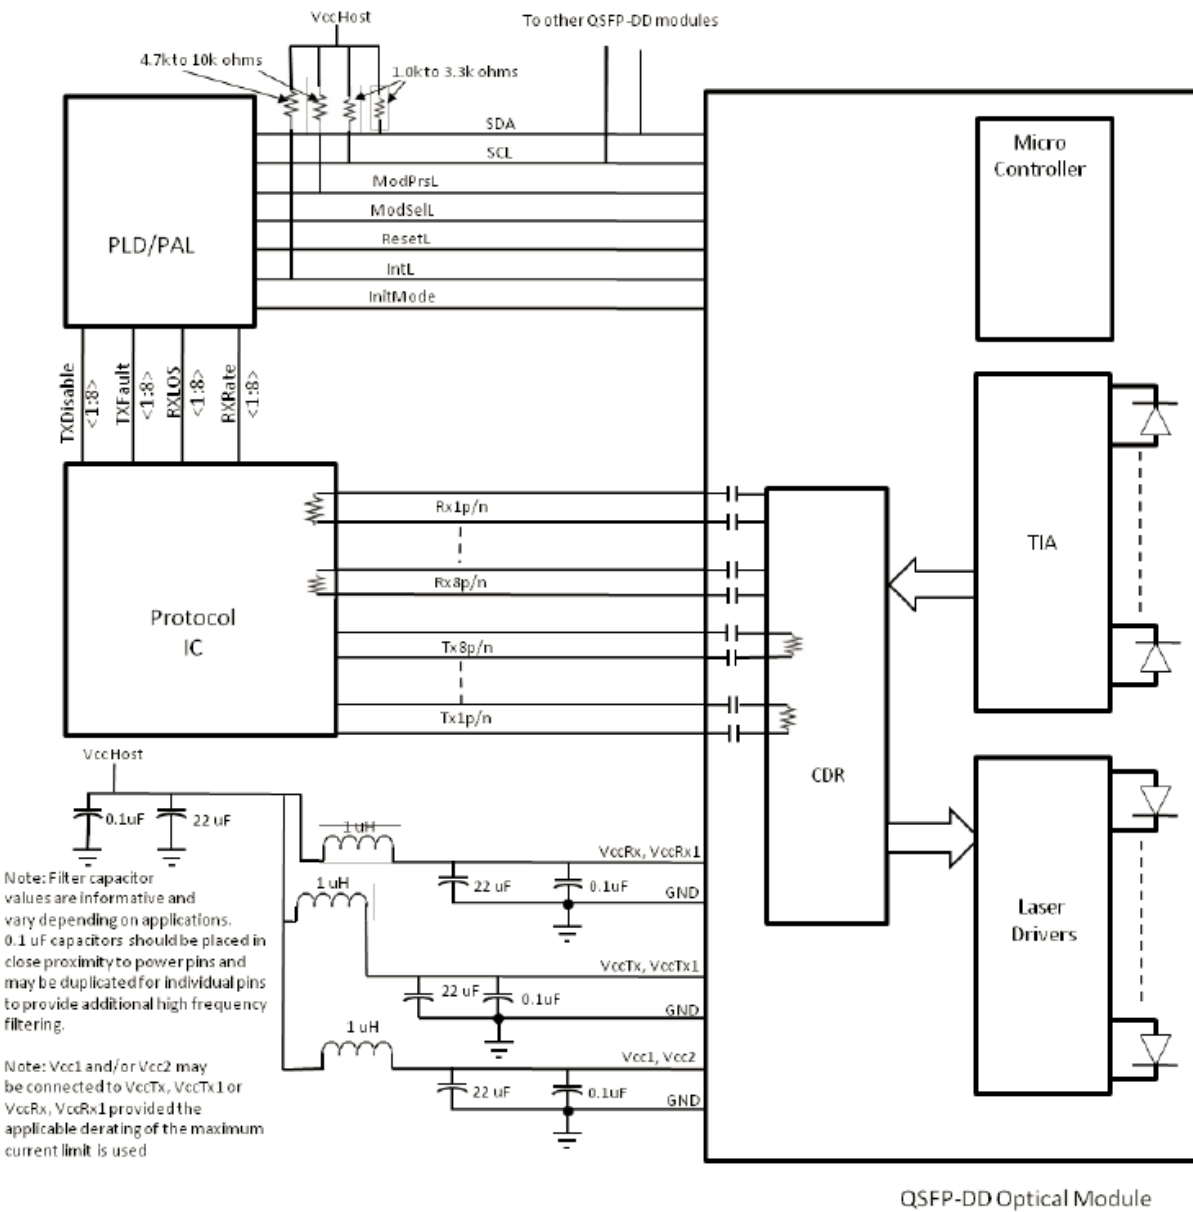 VccHost
To other QSFP-DD modules
4.7k to 10k ohms
1.0k to 3.3k ohms
SDA
SCL
ModPrsL
ModSelL
ResetL
IntL
InitMode
PLD/PAL
Micro
Controller
TXDisable
<1:8>
TXFault
<1:8>
RXLOS
<1:8>
RXRate
<1:8>
Rx1p/n
Rx8p/n
Tx8p/n
Tx1p/n
Protocol
IC
TIA
CDR
Laser
Drivers
VccHost
0.1uF
22 uF
1 uH
VccRx, VccRx1
22 uF
0.1uF
GND
1 uH
VccTx, VccTx1
22 uF
0.1uF
GND
1 uH
Vcc1, Vcc2
22 uF
0.1uF
GND
Note: Filter capacitor
values are informative and
vary depending on applications.
0.1 uF capacitors should be placed in
close proximity to power pins and
may be duplicated for individual pins
to provide additional high frequency
filtering.
Note: Vcc1 and/or Vcc2 may
be connected to VccTx, VccTx1 or
VccRx, VccRx1 provided the
applicable derating of the maximum
current limit is used
QSFP-DD Optical Module